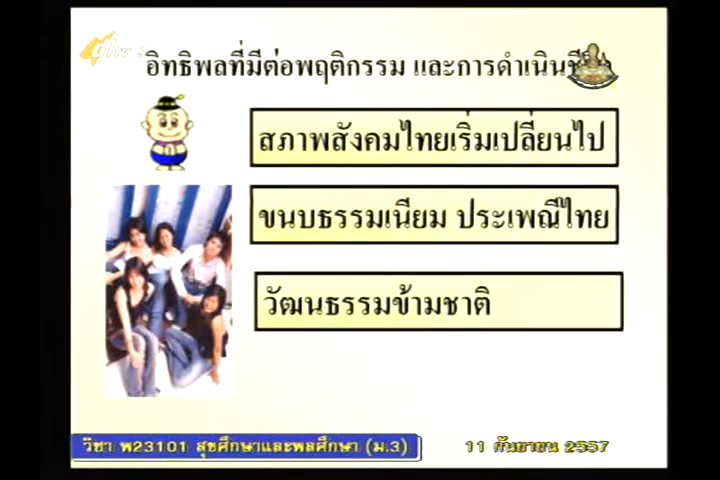 อิทธิพลที่มีต่อพฤติกรรม และการดำเนิน
สภาพสังคมไทยเริ่มเปลี่ยนไป
ขนบธรรมเนียม ประเพณีไทย
วัฒนธรรมข้ามชาติ
วิชา พ23101 สุขศึกษาและพลศึกษา (ม.3)
11 กันยายน 2557